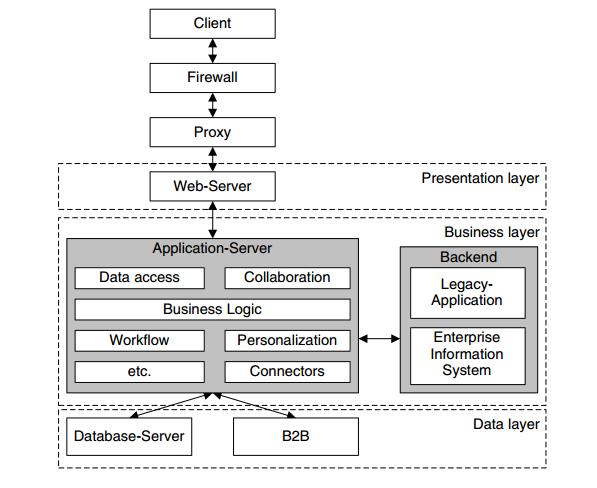 Client
Firewall
Proxy
Web-Server
Presentation layer
Business layer
Application-Server
Data access
Collaboration
Business Logic
Workflow
Personalization
etc.
Connectors
Backend
Legacy-
Application
Enterprise
Information
System
Data layer
Database-Server
B2B